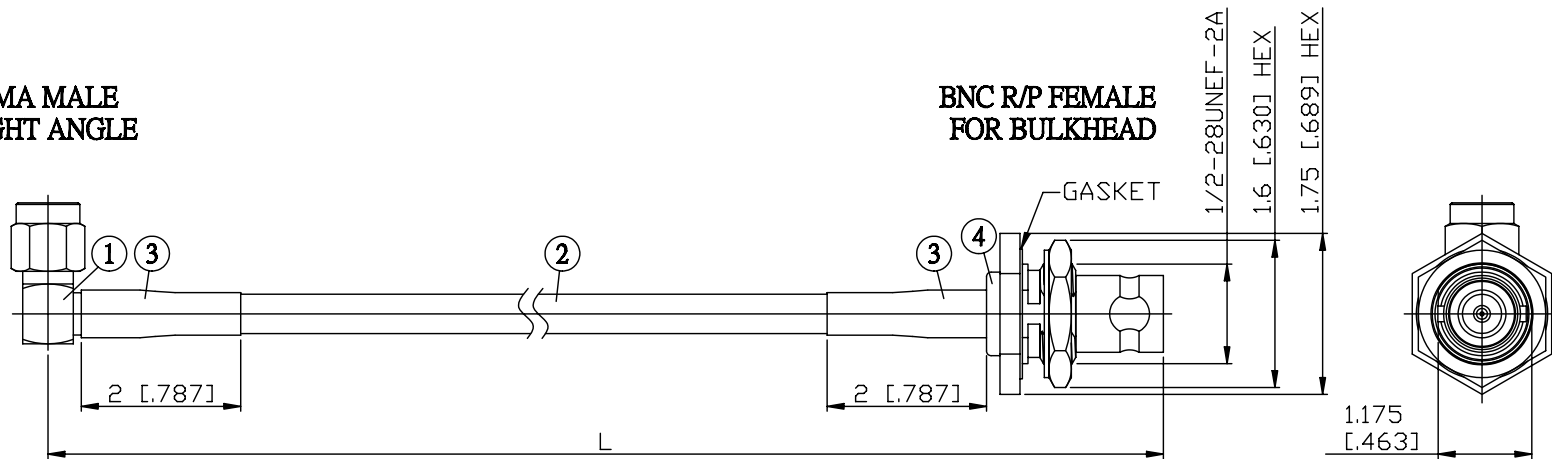 MA MALE
GHT ANGLE
BNC R/P FEMALE
FOR BULKHEAD
GASKET
1/2-28UNEF-2A
1.6 [.630] HEX
1.75 [.689] HEX
1
3
2
3
4
2 [.787]
2 [.787]
L
1.175
[.463]